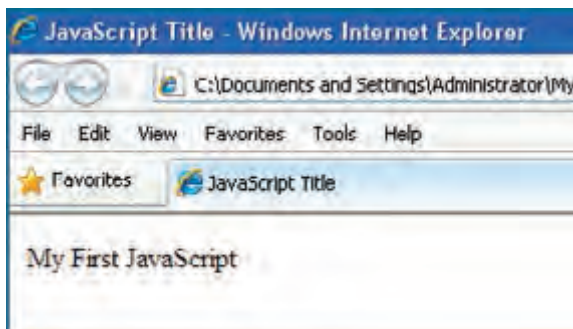 JavaScript Title - Windows Internet Explorer
C:\Documents and Settings\Administrator\My
File Edit View Favorites Tools Help
Favorites JavaScript Title
My First JavaScript